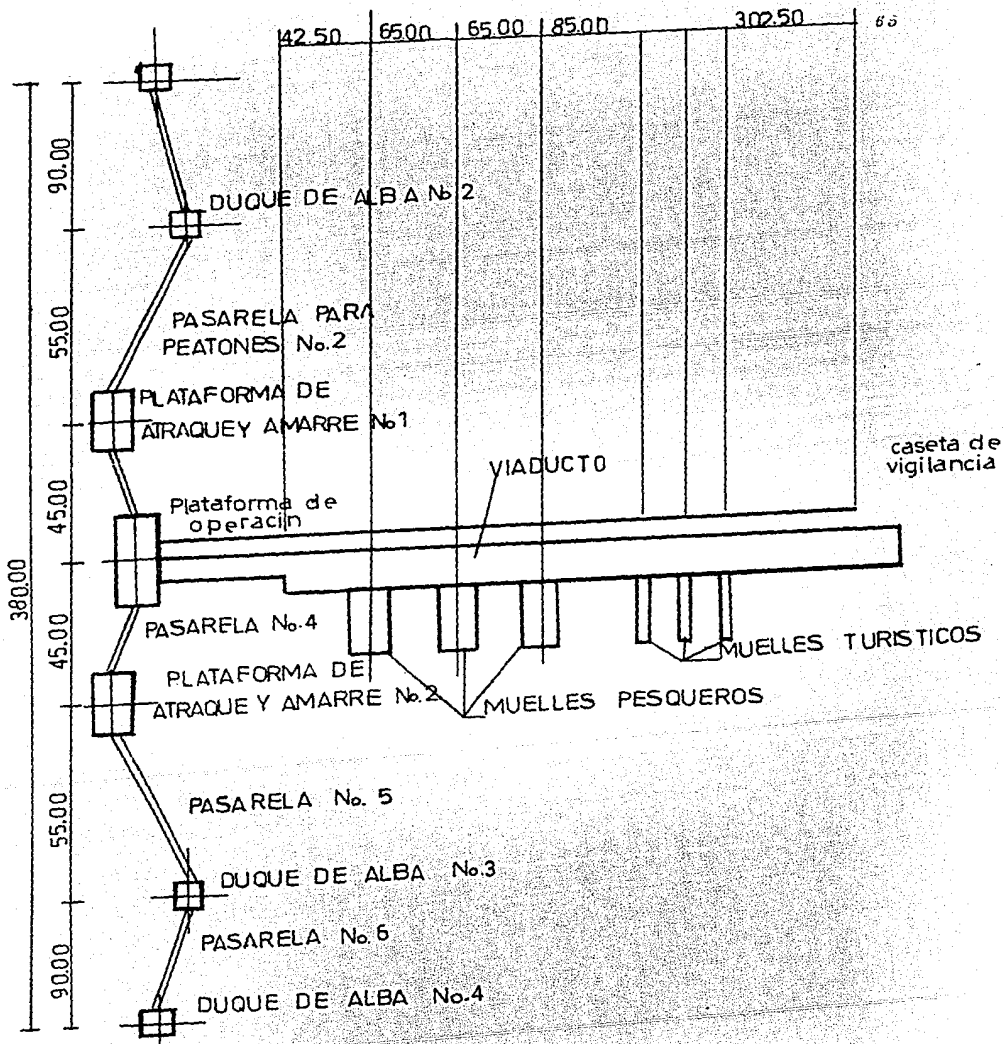 42.50 65.00 65.00 85.00 302.50
90.00
DUQUE DE ALBA No.2
PASARELA PARA
PEATONES No.2
55.00
PLATAFORMA DE
ATRAQUE Y AMARRE No1
caseta de
vigilancia
VIADUCTO
45.00
Plataforma de
operacin
380.00
PASARELA No.4
45.00
MUELLES TURISTICOS
PLATAFORMA DE
ATRAQUE Y AMARRE No.2
MUELLES PESQUEROS
PASARELA No. 5
55.00
DUQUE DE ALBA No.3
PASARELA No.6
90.00
DUQUE DE ALBA No.4